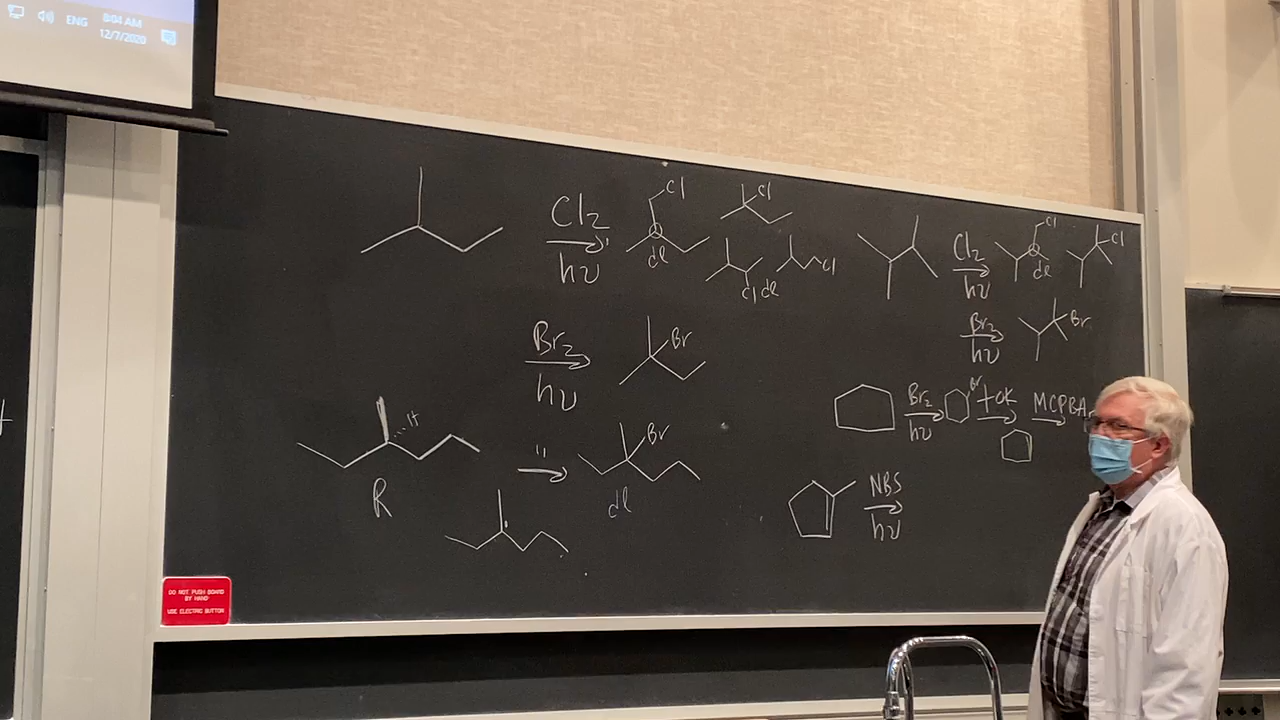 ENG
8:04 AM
12/7/2020
Cl2
hυ
Cl
dl
Cl
Cl dl
Cl
Cl2
hυ
Cl
dl
Cl
Br2
hυ
Br
Br2
hυ
Br
H
R
"
Br
dl
Br2
hυ
Br
+OK
MCPBA
NBS
hυ
DO NOT PUSH BOARD
BY HAND
USE ELECTRIC BUTTON